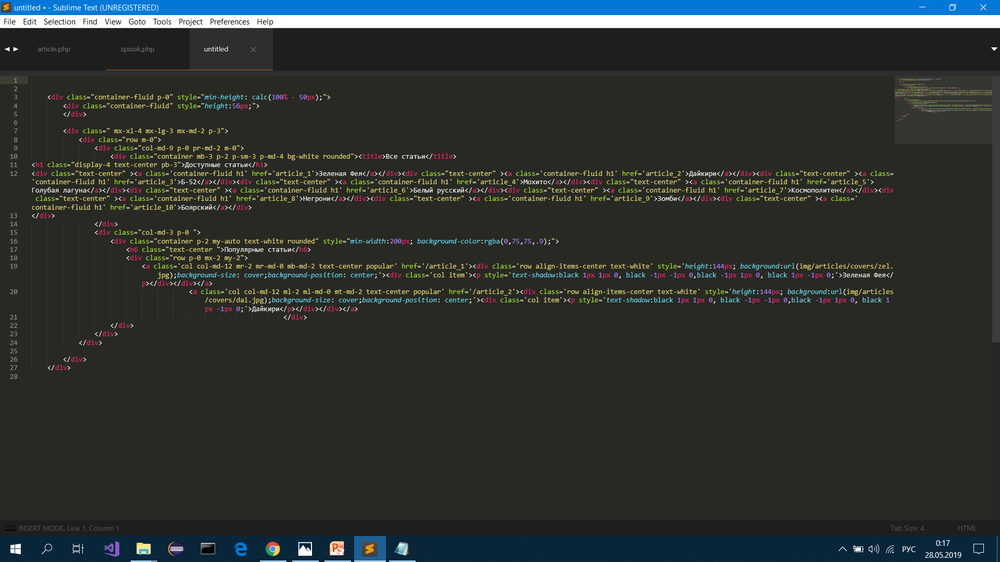 untitled • - Sublime Text (UNREGISTERED)
File Edit Selection Find View Goto Tools Project Preferences Help
article.php spisok.php untitled
1
2
3 <div class="container-fluid p-0" style="min-height: calc(100% - 50px);">
4 <div class="container-fluid" style="height:56px;">
5 </div>
6
7 <div class=" mx-xl-4 mx-lg-3 mx-md-2 p-3">
8 <div class="row m-0">
9 <div class="col-md-9 p-0 pr-md-2 m-0">
10 <div class="container mb-3 p-2 p-sm-3 p-md-4 bg-white rounded"><title>Все статьи</title>
11 <h1 class="display-4 text-center pb-3">Доступные статьи</h1>
12 <div class="text-center" ><a class='container-fluid h1' href='article_1'>Зеленая Фея</a></div><div class="text-center" ><a class='container-fluid h1' href='article_2'>Дайкири</a></div><div class="text-center" ><a class=
'container-fluid h1' href='article_3'>Б-52</a></div><div class="text-center" ><a class='container-fluid h1' href='article_4'>Мохито</a></div><div class="text-center" ><a class='container-fluid h1' href='article_5'>
Голубая лагуна</a></div><div class="text-center" ><a class='container-fluid h1' href='article_6'>Белый русский</a></div><div class="text-center" ><a class='container-fluid h1' href='article_7'>Космополитен</a></div><div
class="text-center" ><a class='container-fluid h1' href='article_8'>Негрони</a></div><div class="text-center" ><a class='container-fluid h1' href='article_9'>Зомби</a></div><div class="text-center" ><a class='
container-fluid h1' href='article_10'>Боярский</a></div>
13 </div>
14 </div>
15 <div class="col-md-3 p-0 ">
16 <div class="container p-2 my-auto text-white rounded" style="min-width:200px; background-color:rgba(0,75,75,.9);">
17 <h6 class="text-center ">Популярные статьи</h6>
18 <div class="row p-0 mx-2 my-2">
19 <a class='col col-md-12 mr-2 mr-md-0 mb-md-2 text-center popular' href='/article_1'><div class='row align-items-center text-white' style='height:144px; background:url(img/articles/covers/zel.
jpg);background-size: cover;background-position: center;'><div class='col item'><p style='text-shadow:black 1px 1px 0, black -1px -1px 0,black -1px 1px 0, black 1px -1px 0;'>Зеленая Фея</
p></div></div></a>
20 <a class='col col-md-12 ml-2 ml-md-0 mt-md-2 text-center popular' href='/article_2'><div class='row align-items-center text-white' style='height:144px; background:url(img/articles
/covers/dai.jpg);background-size: cover;background-position: center;'><div class='col item'><p style='text-shadow:black 1px 1px 0, black -1px -1px 0,black -1px 1px 0, black 1
px -1px 0;'>Дайкири</p></div></div></a>
21 </div>
22 </div>
23 </div>
24 </div>
25
26 </div>
27 </div>
28
INSERT MODE, Line 1, Column 1 Tab Size: 4 HTML
РУС 0:17
28.05.2019